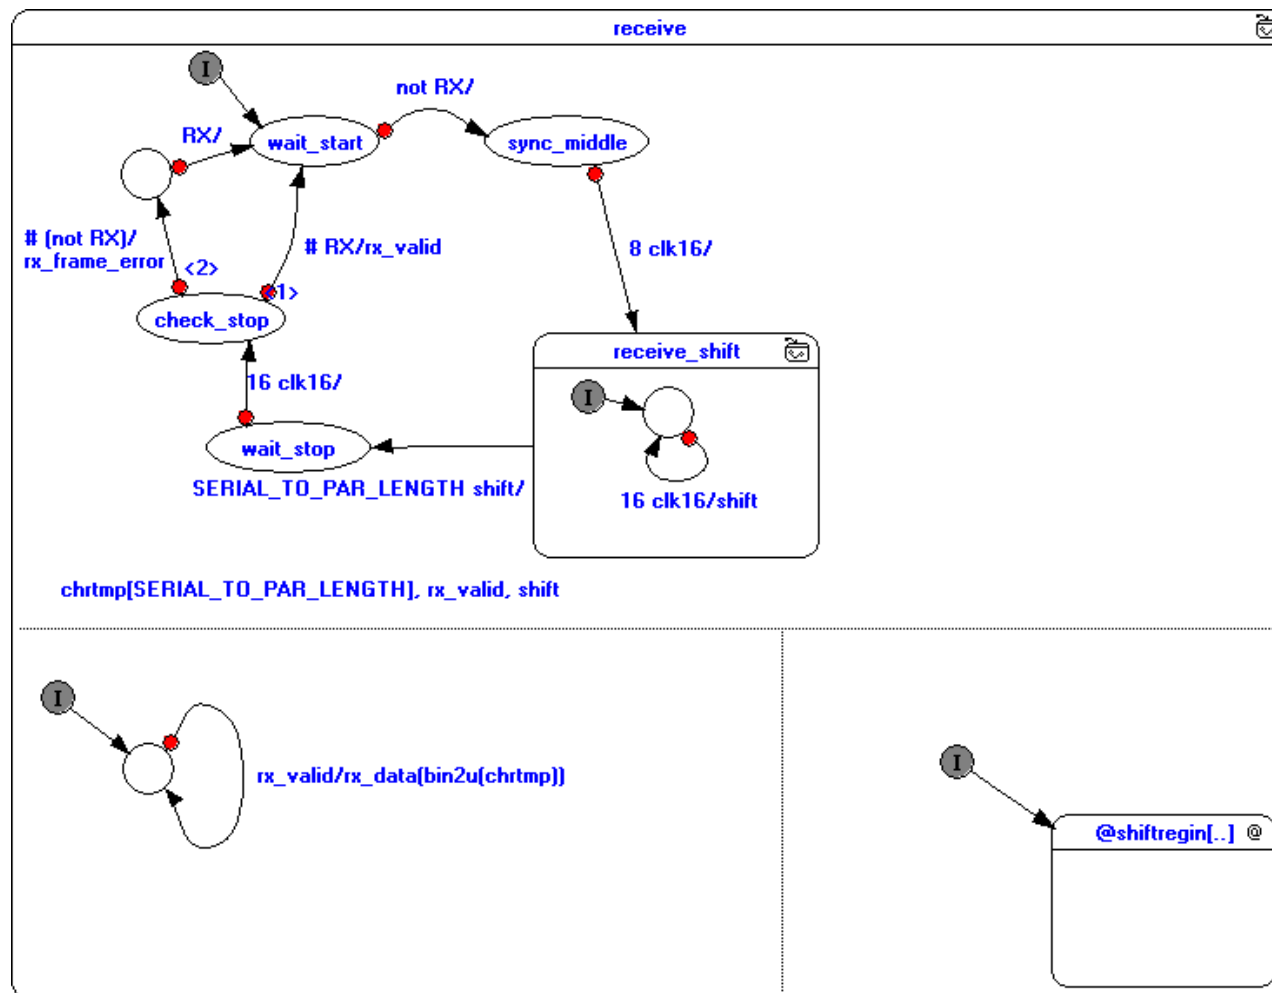 receive
I
not RX/
RX/
wait_start
sync_middle
# (not RX)/
rx_frame_error
# RX/rx_valid
8 clk16/
<2>
<1>
check_stop
receive_shift
16 clk16/
I
wait_stop
SERIAL_TO_PAR_LENGTH shift/
16 clk16/shift
chrtmp[SERIAL_TO_PAR_LENGTH], rx_valid, shift
I
rx_valid/rx_data(bin2u(chrtmp))
I
@shiftregin[..] @